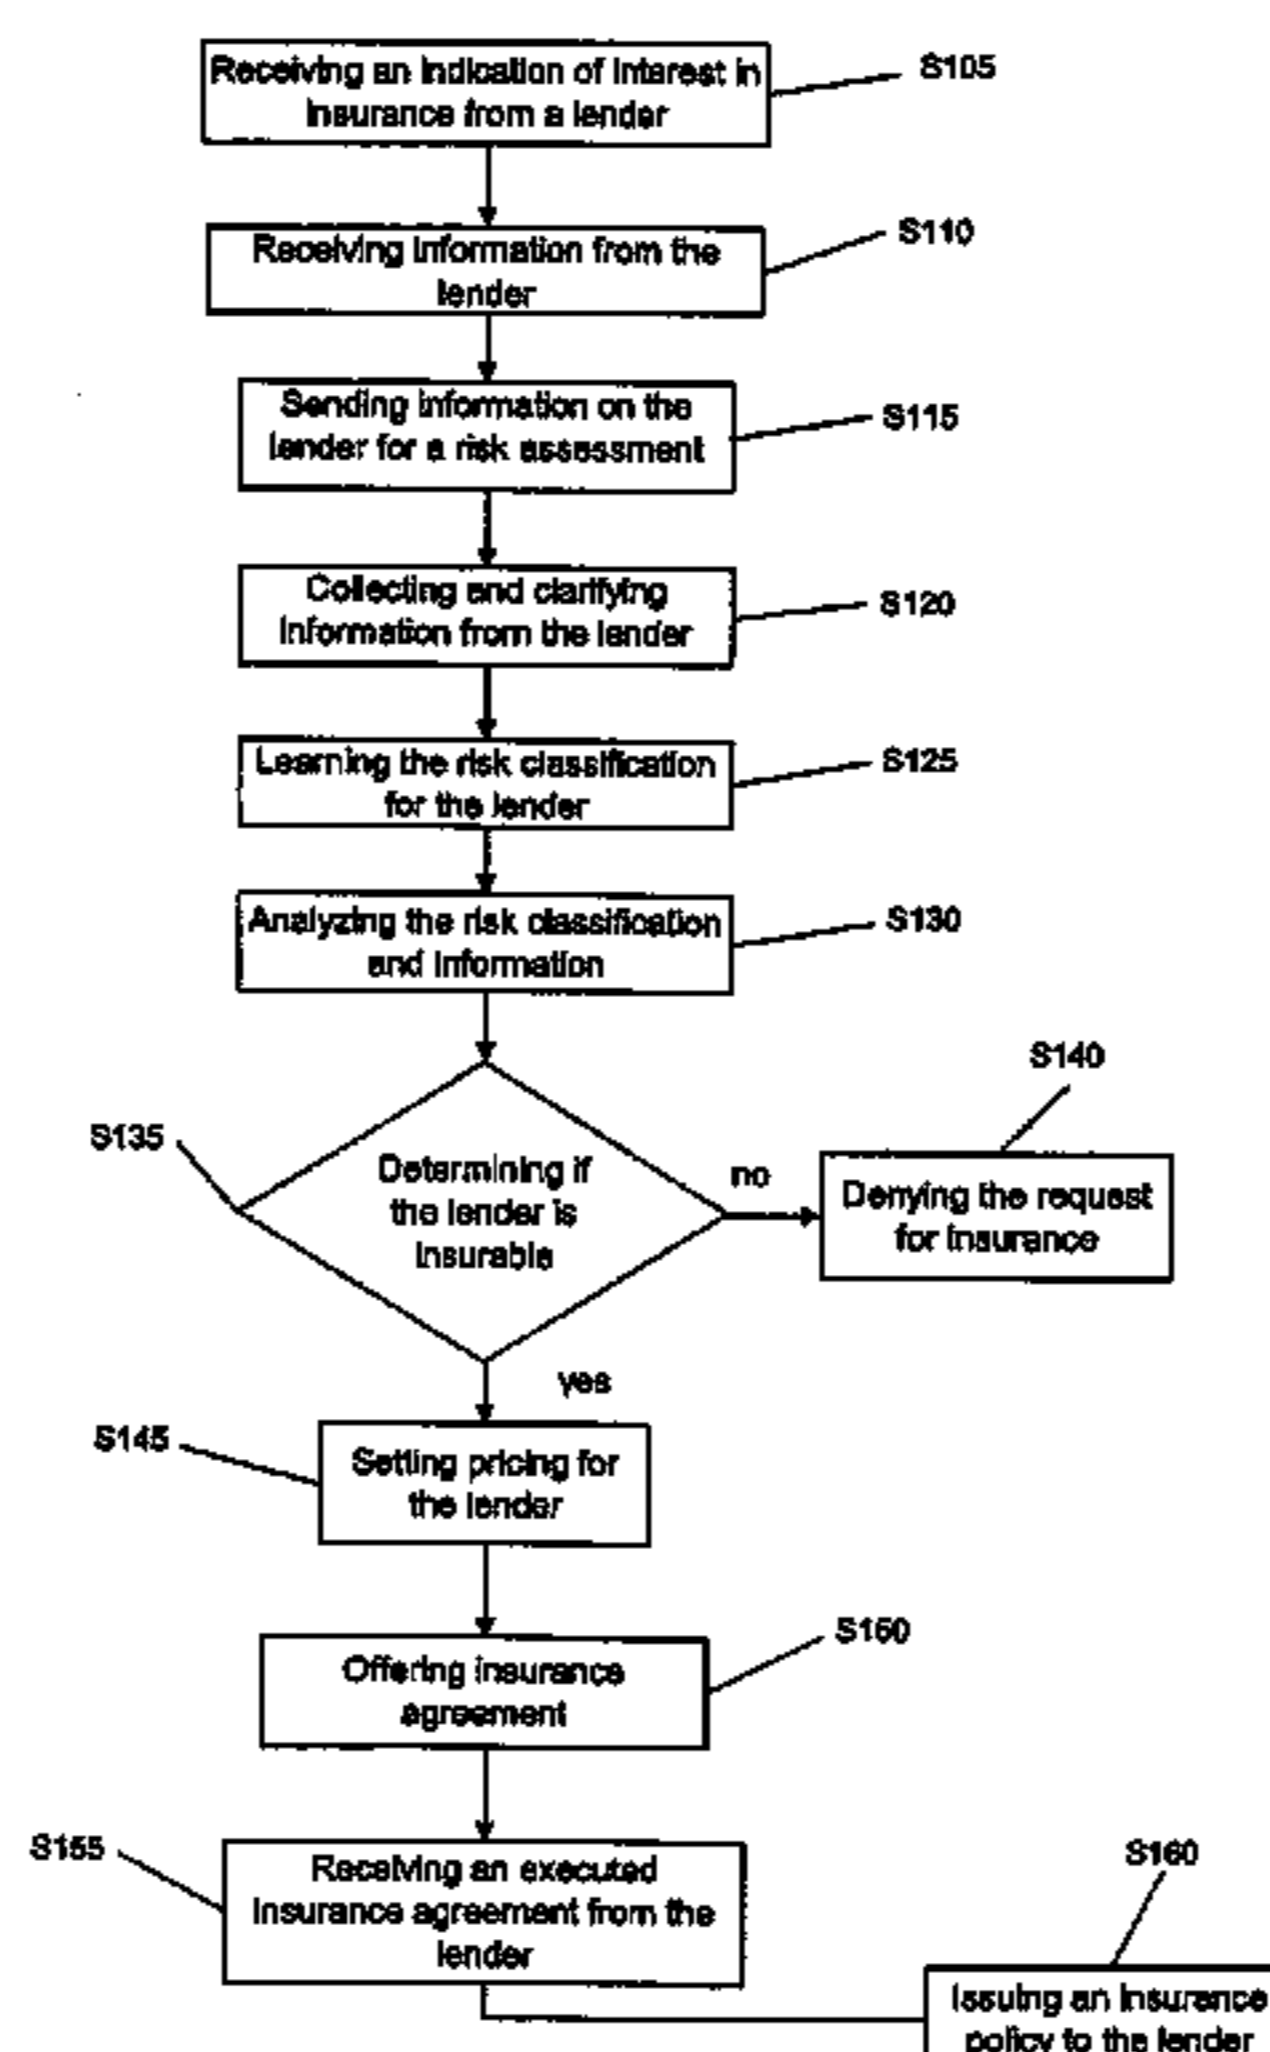 Receiving an indication of interest in
insurance from a lender
S105
Receiving information from the
lender
S110
Sending information on the
lender for a risk assessment
S115
Collecting and clarifying
information from the lender
S120
Learning the risk classification
for the lender
S125
Analyzing the risk classification
and information
S130
S135
Determining if
the lender is
insurable
no
S140
Denying the request
for insurance
yes
S145
Setting pricing for
the lender
Offering insurance
agreement
S150
S155
Receiving an executed
insurance agreement from the
lender
S160
Issuing an insurance
policy to the lender